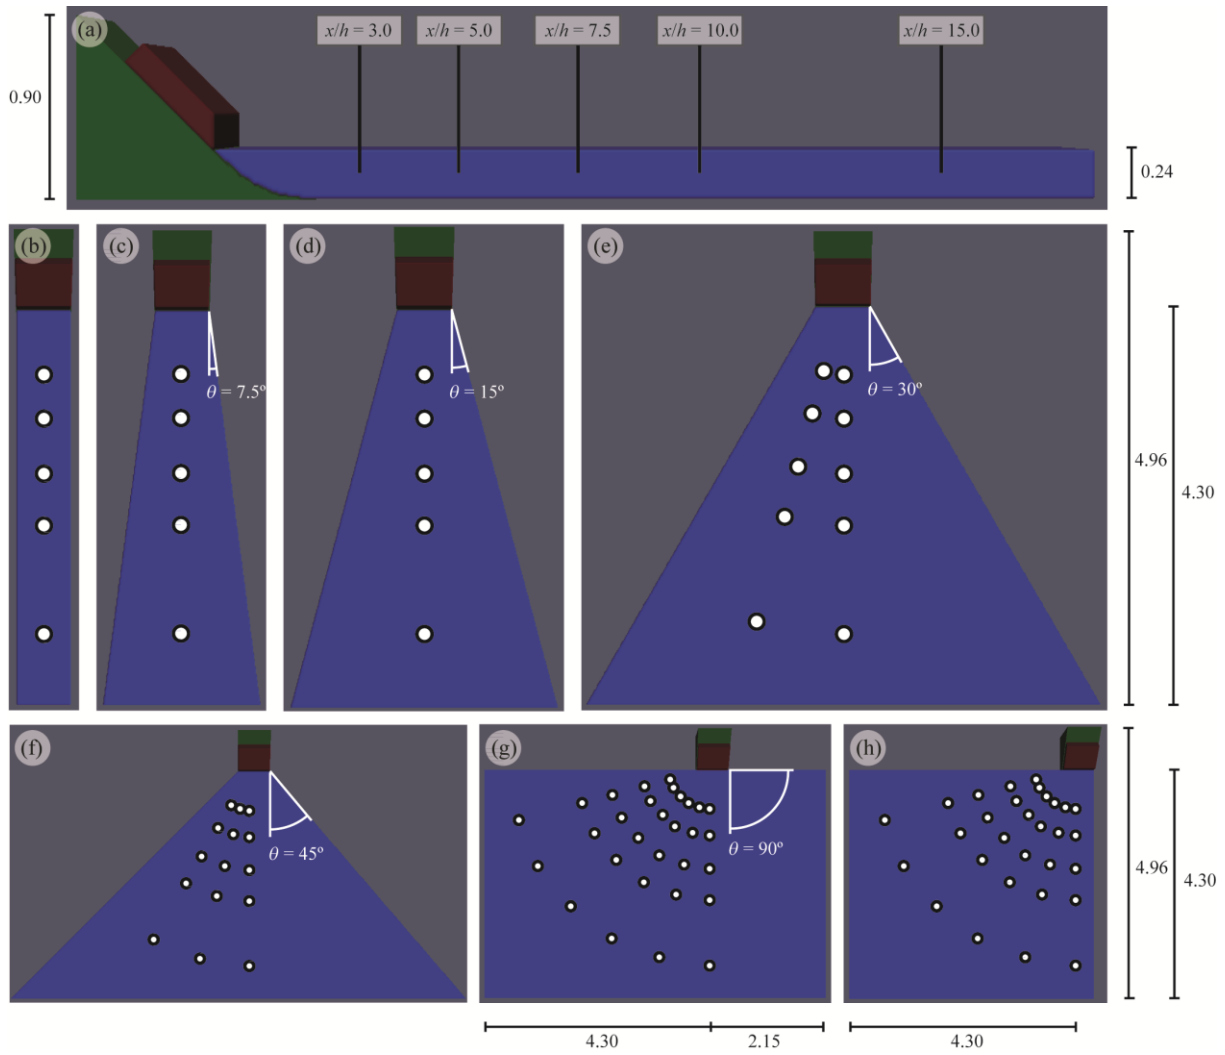 (a)
x/h = 3.0
x/h = 5.0
x/h = 7.5
x/h = 10.0
x/h = 15.0
0.90
0.24
(b)
(c)
(d)
(e)
θ = 7.5º
θ = 15º
θ = 30º
4.96
4.30
(f)
(g)
(h)
θ = 45º
θ = 90º
4.96
4.30
4.30
2.15
4.30